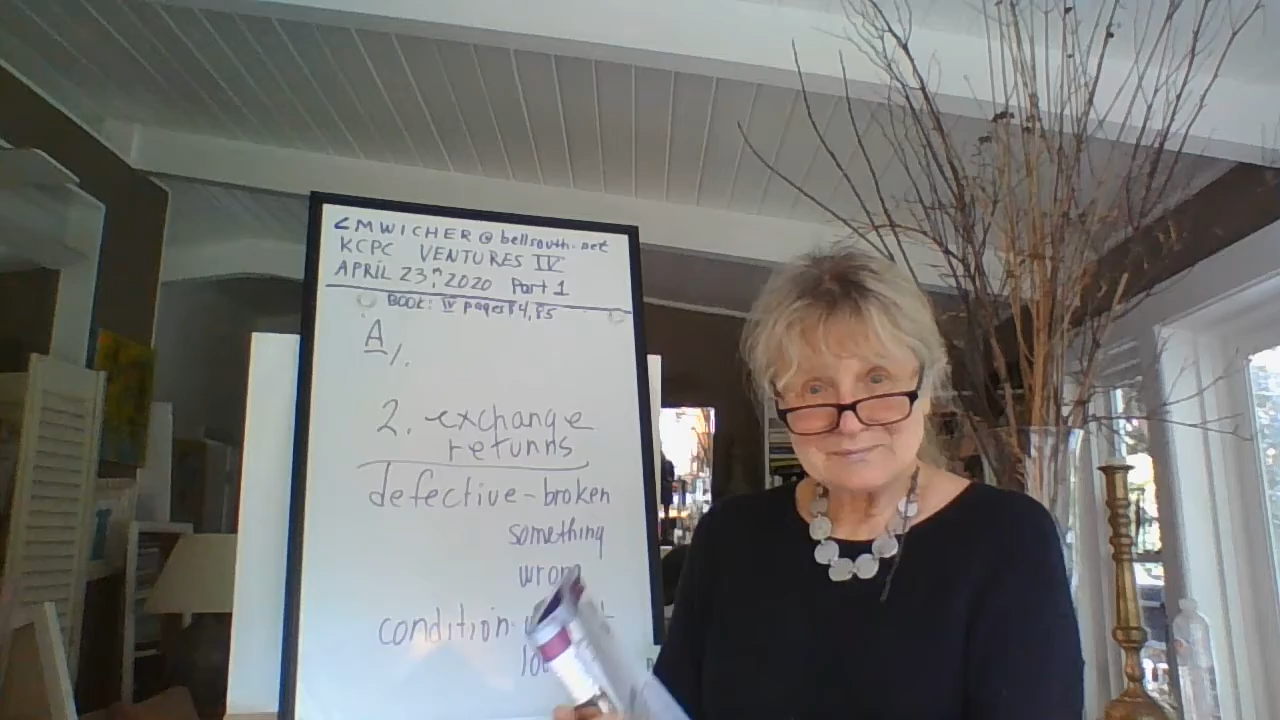 CMWICHER@bellsouth.net
KCPC VENTURES IV
APRIL 23rd, 2020 Part 1
BOOK: IV pages 84,85
A
1.
2. exchange
returns
defective-broken
something
wrong
condition